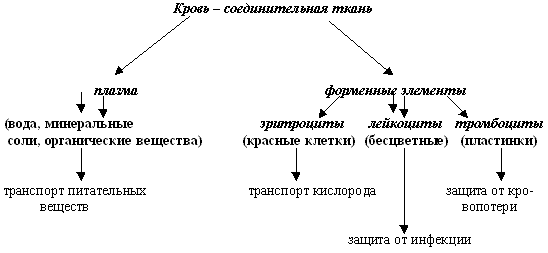 Кровь – соединительная ткань
плазма форменные элементы
(вода, минеральные эритроциты лейкоциты тромбоциты
соли, органические вещества) (красные клетки) (бесцветные) (пластинки)
транспорт питательных транспорт кислорода защита от кро-
веществ вопотери
защита от инфекции